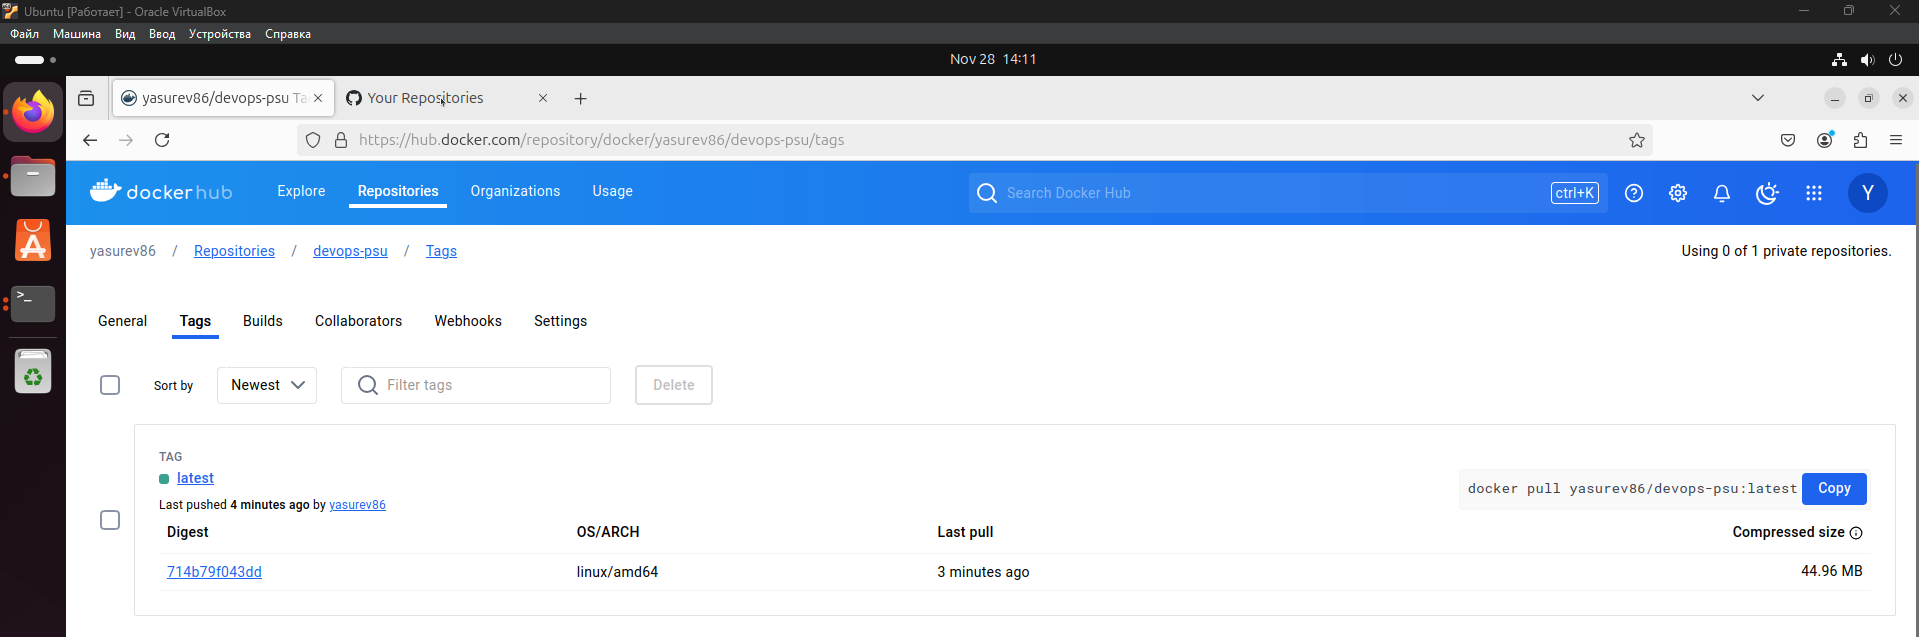 Ubuntu [Работает] - Oracle VirtualBox
Файл Машина Вид Ввод Устройства Справка
Nov 28 14:11
yasurev86/devops-psu Ta
Your Repositories
https://hub.docker.com/repository/docker/yasurev86/devops-psu/tags
dockerhub Explore Repositories Organizations Usage Search Docker Hub ctrl+K Y
yasurev86 / Repositories / devops-psu / Tags Using 0 of 1 private repositories.
General Tags Builds Collaborators Webhooks Settings
Sort by Newest Filter tags Delete
TAG
latest
docker pull yasurev86/devops-psu:latest Copy
Last pushed 4 minutes ago by yasurev86
Digest OS/ARCH Last pull Compressed size
714b79f043dd linux/amd64 3 minutes ago 44.96 MB